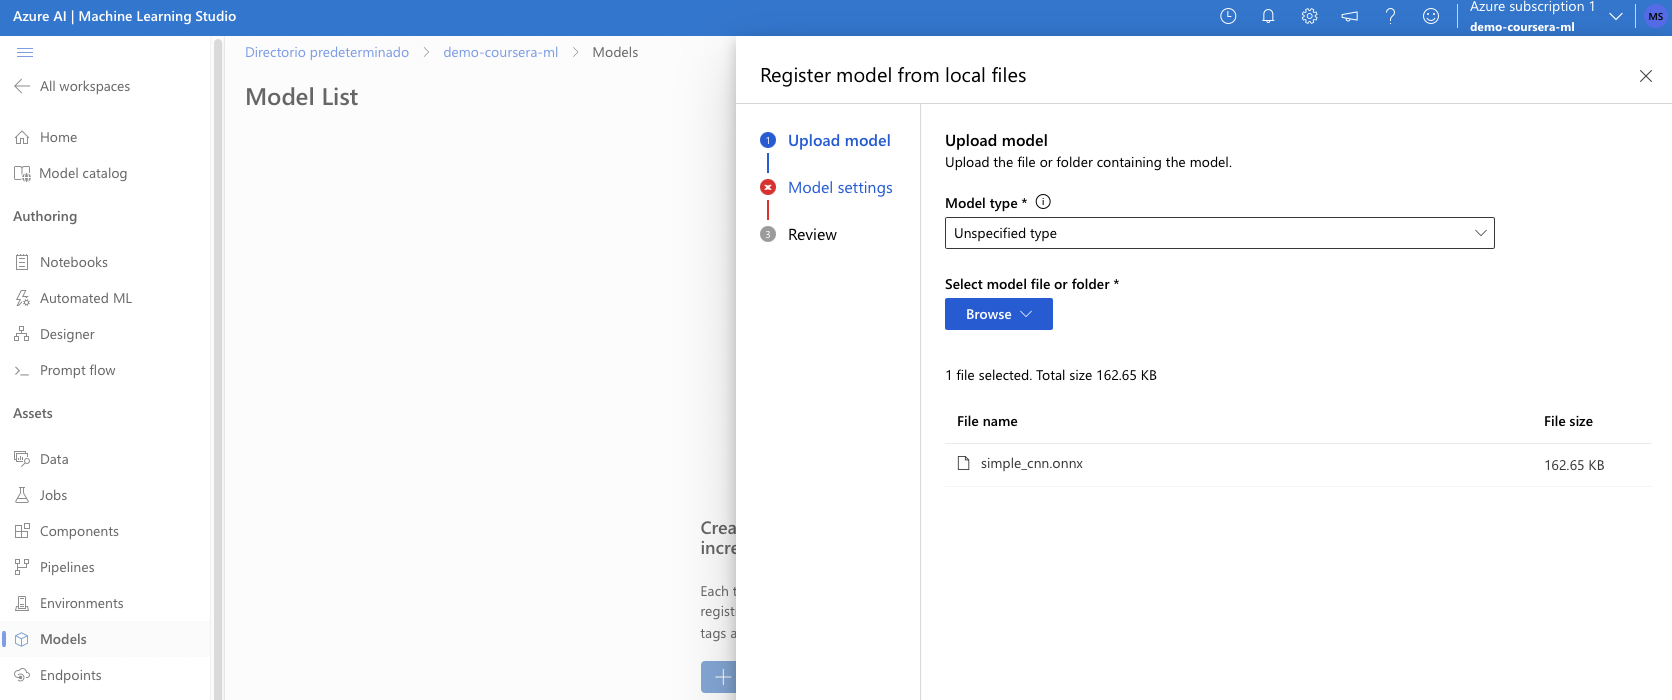 Azure AI | Machine Learning Studio
Azure subscription 1
demo-coursera-ml
MS
All workspaces
Home
Model catalog
Authoring
Notebooks
Automated ML
Designer
Prompt flow
Assets
Data
Jobs
Components
Pipelines
Environments
Models
Endpoints
Directorio predeterminado > demo-coursera-ml > Models
Model List
Crea
incre
Each t
regist
tags a
Register model from local files
1 Upload model
Model settings
3 Review
Upload model
Upload the file or folder containing the model.
Model type *
Unspecified type
Select model file or folder *
Browse
1 file selected. Total size 162.65 KB
File name File size
simple_cnn.onnx 162.65 KB